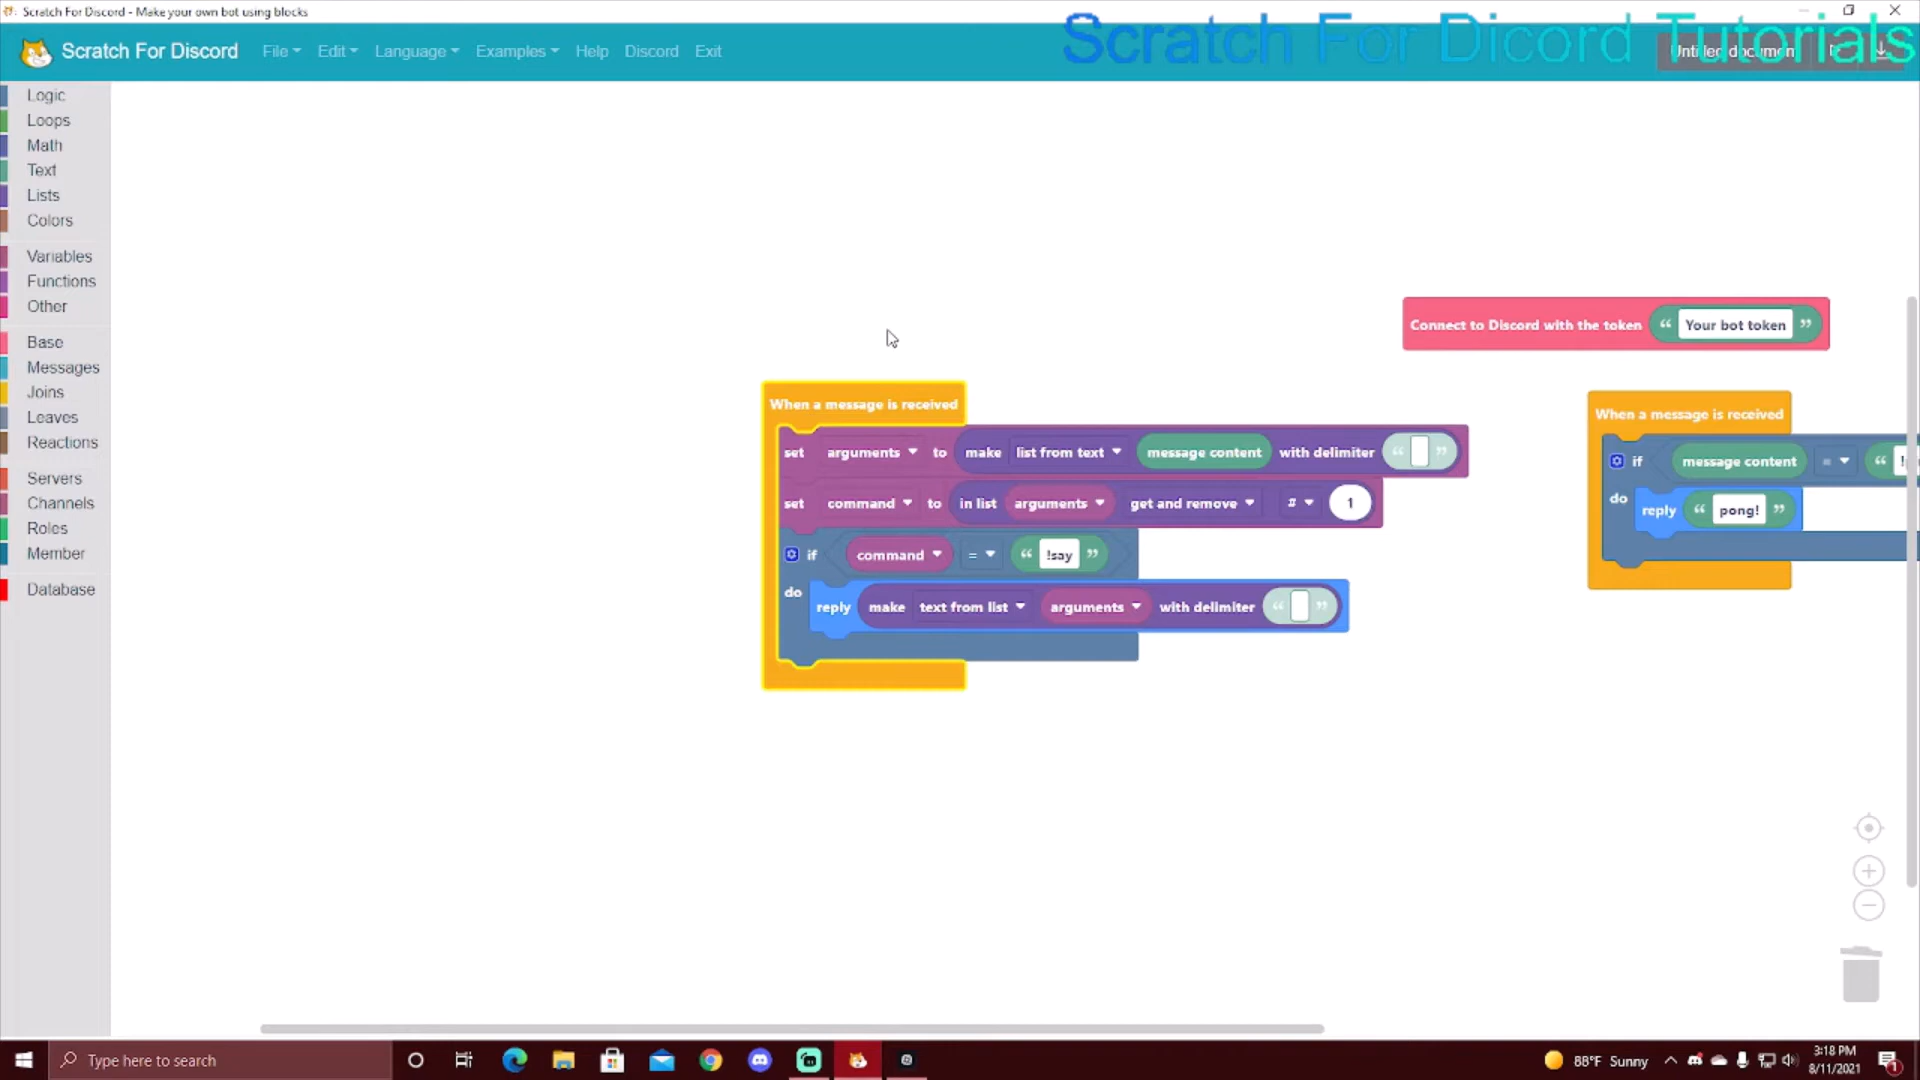 Scratch For Discord - Make your own bot using blocks
Scratch For Dicord Tutorials
Scratch For Discord File Edit Language Examples Help Discord Exit Untitled document
Logic
Loops
Math
Text
Lists
Colors
Variables
Functions
Other
Base
Messages
Joins
Leaves
Reactions
Servers
Channels
Roles
Member
Database
Connect to Discord with the token “ Your bot token ”
When a message is received
set arguments to make list from text message content with delimiter “ ”
set command to in list arguments get and remove # 1
if command = “ !say ”
do reply make text from list arguments with delimiter “ ”
When a message is received
if message content = “
do reply “ pong! ”
Type here to search
88°F Sunny
3:18 PM
8/11/2021
1